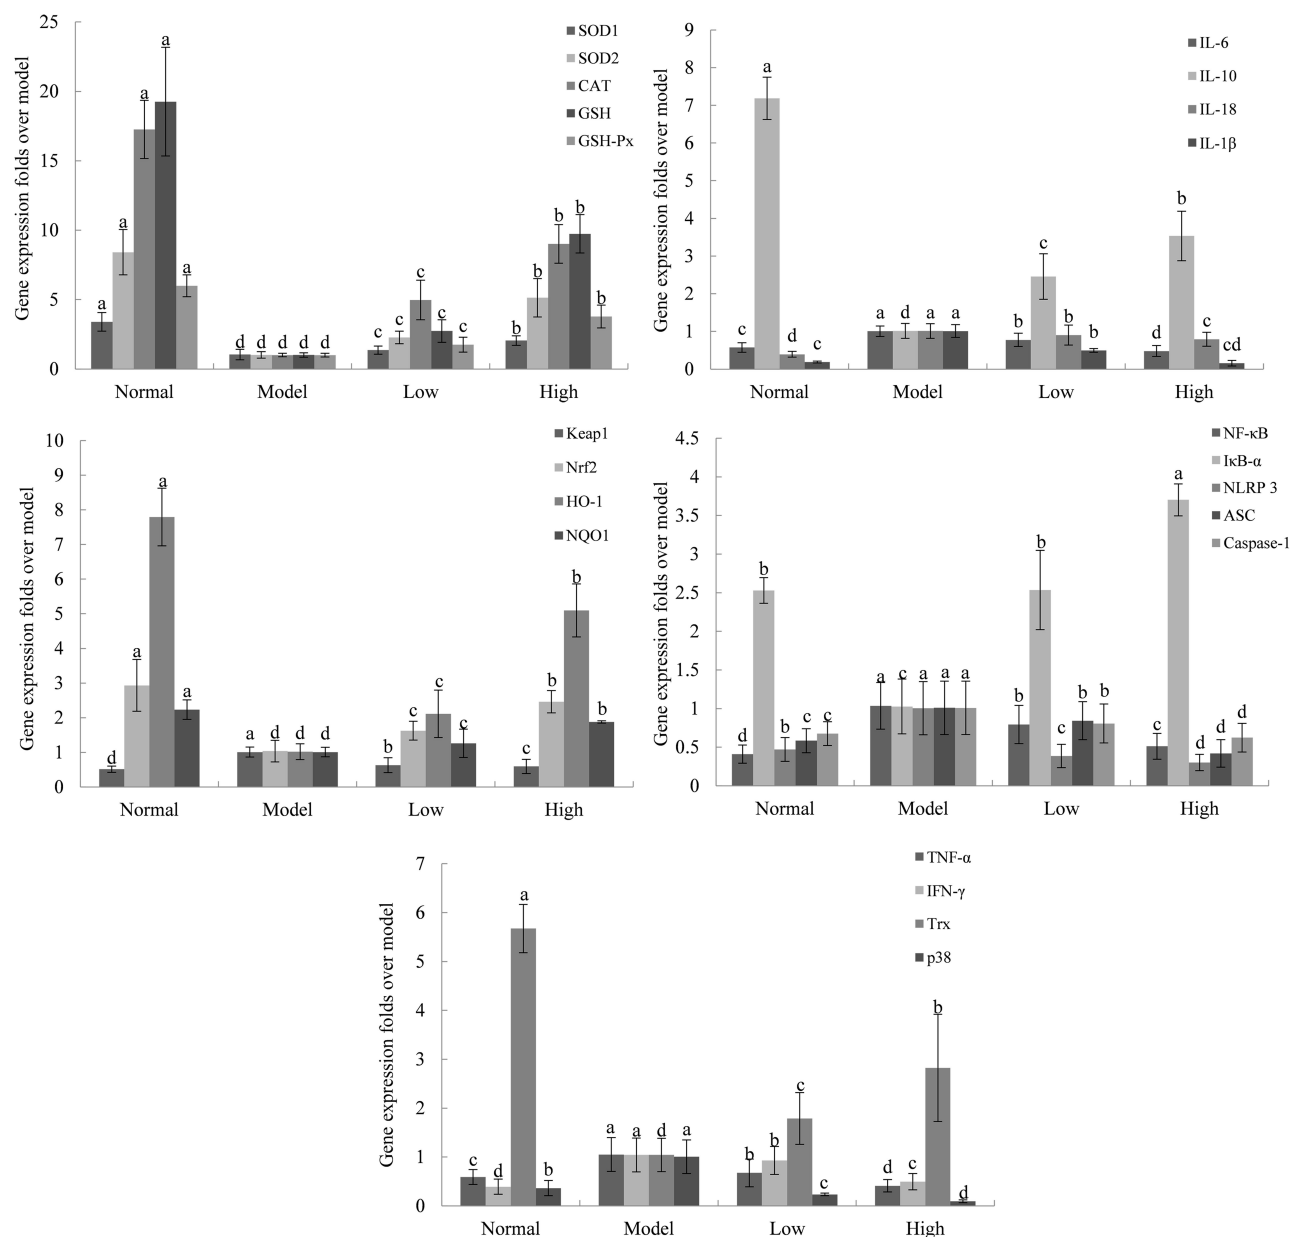 Gene expression folds over model
25
20
15
10
5
0
a
a
a
a
a
d d d d d
c
c
c
c
c
b
b
b
b
b
Normal Model Low High
SOD1
SOD2
CAT
GSH
GSH-Px
Gene expression folds over model
9
8
7
6
5
4
3
2
1
0
c
a
d
c
a d a a
b
c
b
b
d
b
c
cd
Normal Model Low High
IL-6
IL-10
IL-18
IL-1β
Gene expression folds over model
10
9
8
7
6
5
4
3
2
1
0
d
a
a
a
a d d d
b
c
c
c
c
b
b
b
Normal Model Low High
Keap1
Nrf2
HO-1
NQO1
Gene expression folds over model
4.5
4
3.5
3
2.5
2
1.5
1
0.5
0
d
b
b
c
c
a c a a a
b
b
c
b
b
c
a
d
d
d
Normal Model Low High
NF-κB
IκB-α
NLRP 3
ASC
Caspase-1
Gene expression folds over model
7
6
5
4
3
2
1
0
c
d
a
b
a a d a
b
b
c
c
d
c
b
d
Normal Model Low High
TNF-α
IFN-γ
Trx
p38